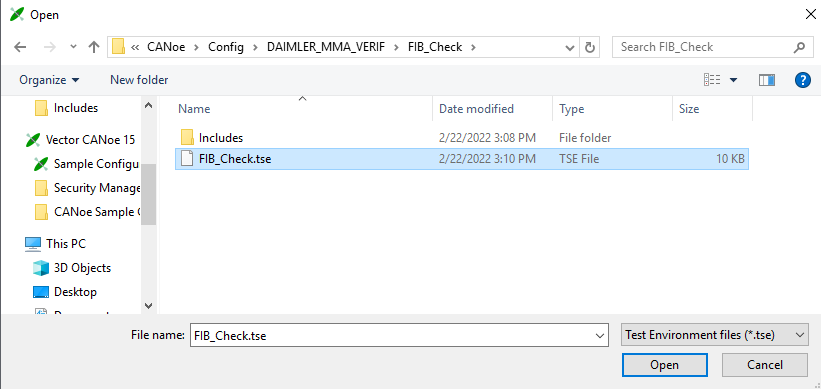 Open
« CANoe > Config > DAIMLER_MMA_VERIF > FIB_Check >
Search FIB_Check
Organize
New folder
Name Date modified Type Size
Includes
Vector CANoe 15
Sample Configu
Security Manage
CANoe Sample C
This PC
3D Objects
Desktop
Includes 2/22/2022 3:08 PM File folder
FIB_Check.tse 2/22/2022 3:10 PM TSE File 10 KB
File name: FIB_Check.tse
Test Environment files (*.tse)
Open Cancel